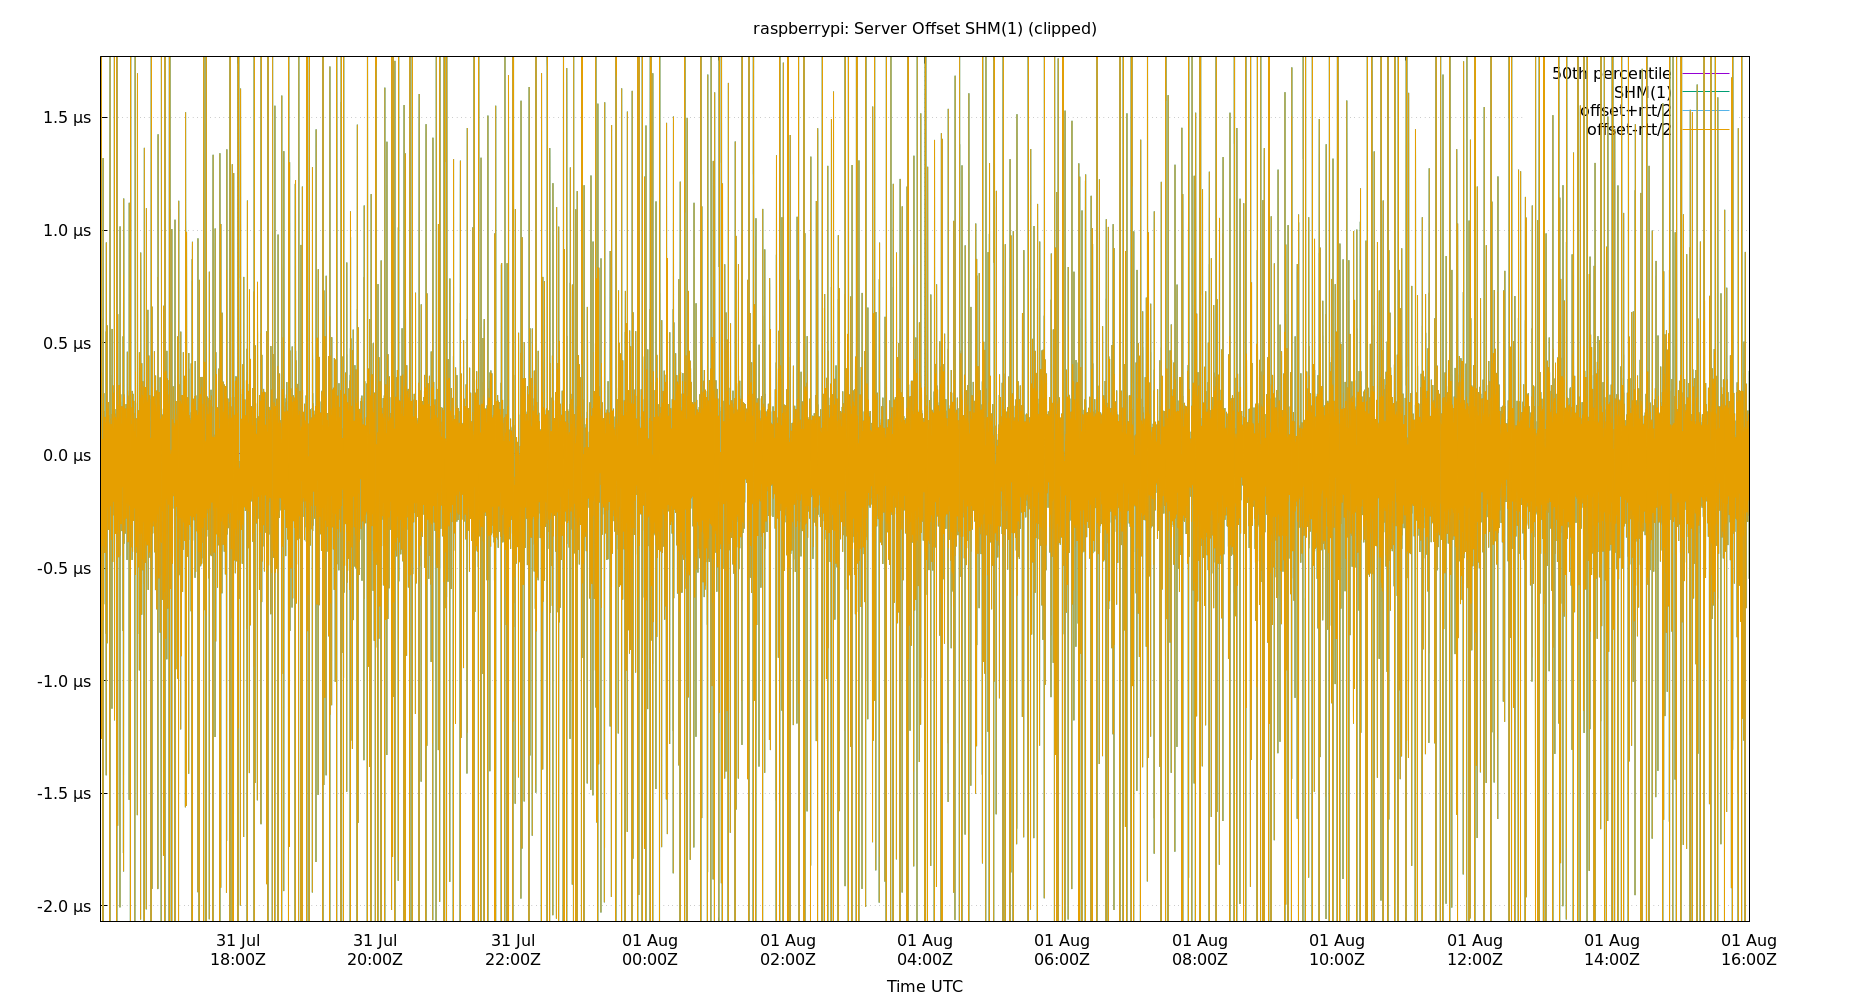 raspberrypi: Server Offset SHM(1) (clipped)
50th percentile
SHM(1)
offset+rtt/2
offset-rtt/2
1.5 µs
1.0 µs
0.5 µs
0.0 µs
-0.5 µs
-1.0 µs
-1.5 µs
-2.0 µs
31 Jul 31 Jul 31 Jul 01 Aug 01 Aug 01 Aug 01 Aug 01 Aug 01 Aug 01 Aug 01 Aug 01 Aug
18:00Z 20:00Z 22:00Z 00:00Z 02:00Z 04:00Z 06:00Z 08:00Z 10:00Z 12:00Z 14:00Z 16:00Z
Time UTC